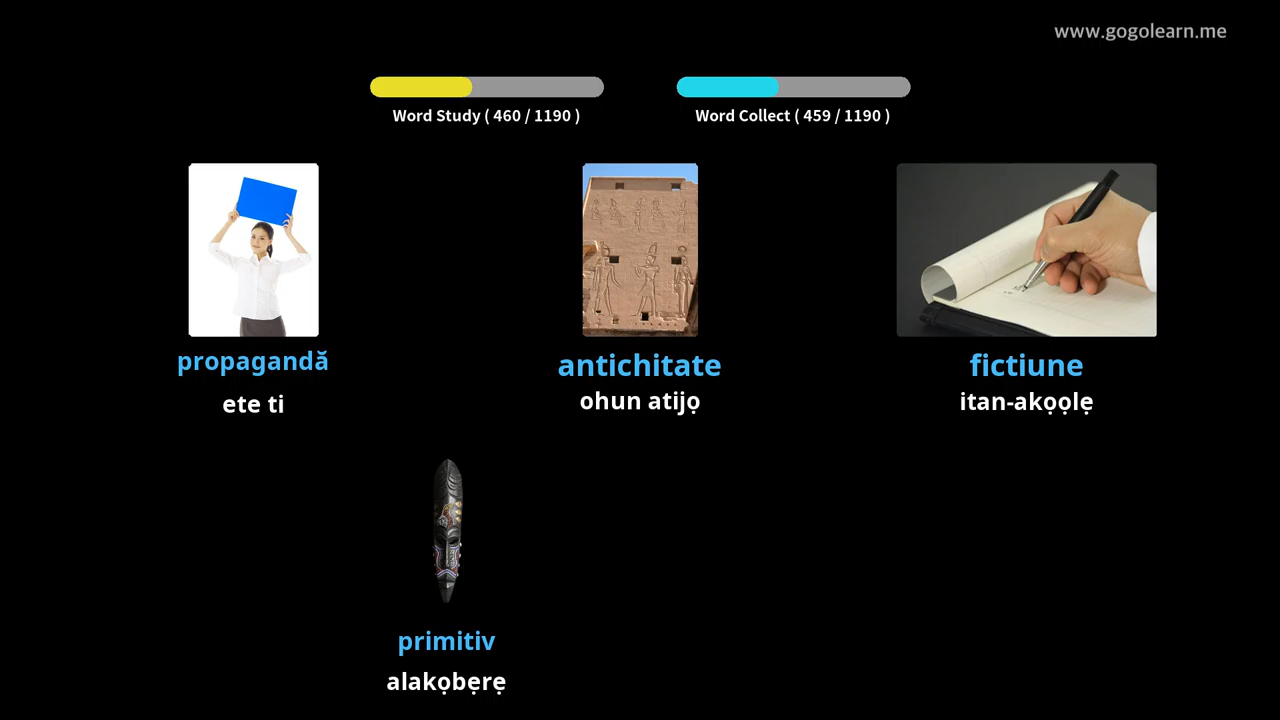 www.gogolearn.me
Word Study ( 460 / 1190 )
Word Collect ( 459 / 1190 )
propagandă
ete ti
antichitate
ohun atijọ
fictiune
itan-akọọlẹ
primitiv
alakọbẹrẹ